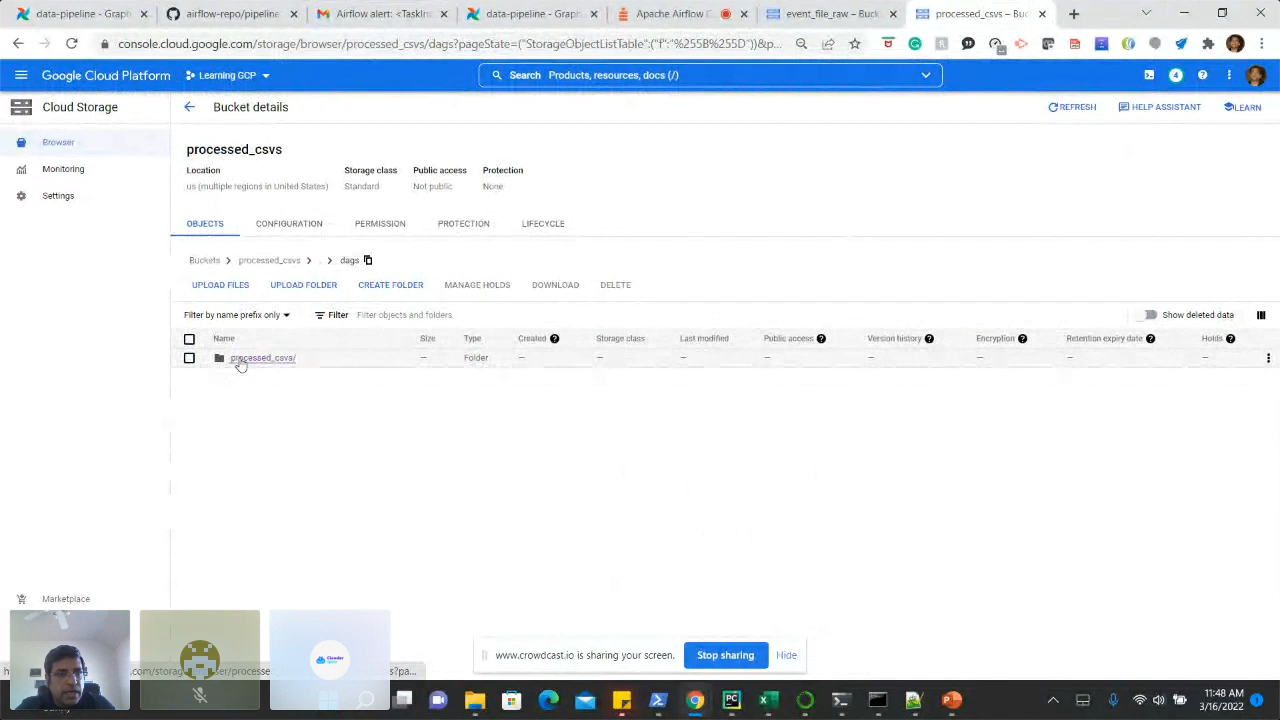 data-pipeline - Graph
airflow-pipeline/dags
Airflow alert: <TaskIn
data-pipeline - Graph
Apache Airflow
event_file_raw – Buc
processed_csvs – Buc
console.cloud.google.com/storage/browser/processed_csvs/dag
Google Cloud Platform
Learning GCP
Search Products, resources, docs (/)
4
Cloud Storage
Bucket details
REFRESH
HELP ASSISTANT
LEARN
Browser
Monitoring
Settings
Marketplace
processed_csvs
Location Storage class Public access Protection
us (multiple regions in United States) Standard Not public None
OBJECTS CONFIGURATION PERMISSION PROTECTION LIFECYCLE
Buckets > processed_csvs > . > dags
UPLOAD FILES UPLOAD FOLDER CREATE FOLDER MANAGE HOLDS DOWNLOAD DELETE
Filter by name prefix only Filter Filter objects and folders Show deleted data
Name Size Type Created Storage class Last modified Public access Version history Encryption Retention expiry date Holds
processed_csvs/ — Folder — — — — — — — —
www.crowdcast.io is sharing your screen. Stop sharing Hide
11:48 AM
3/16/2022